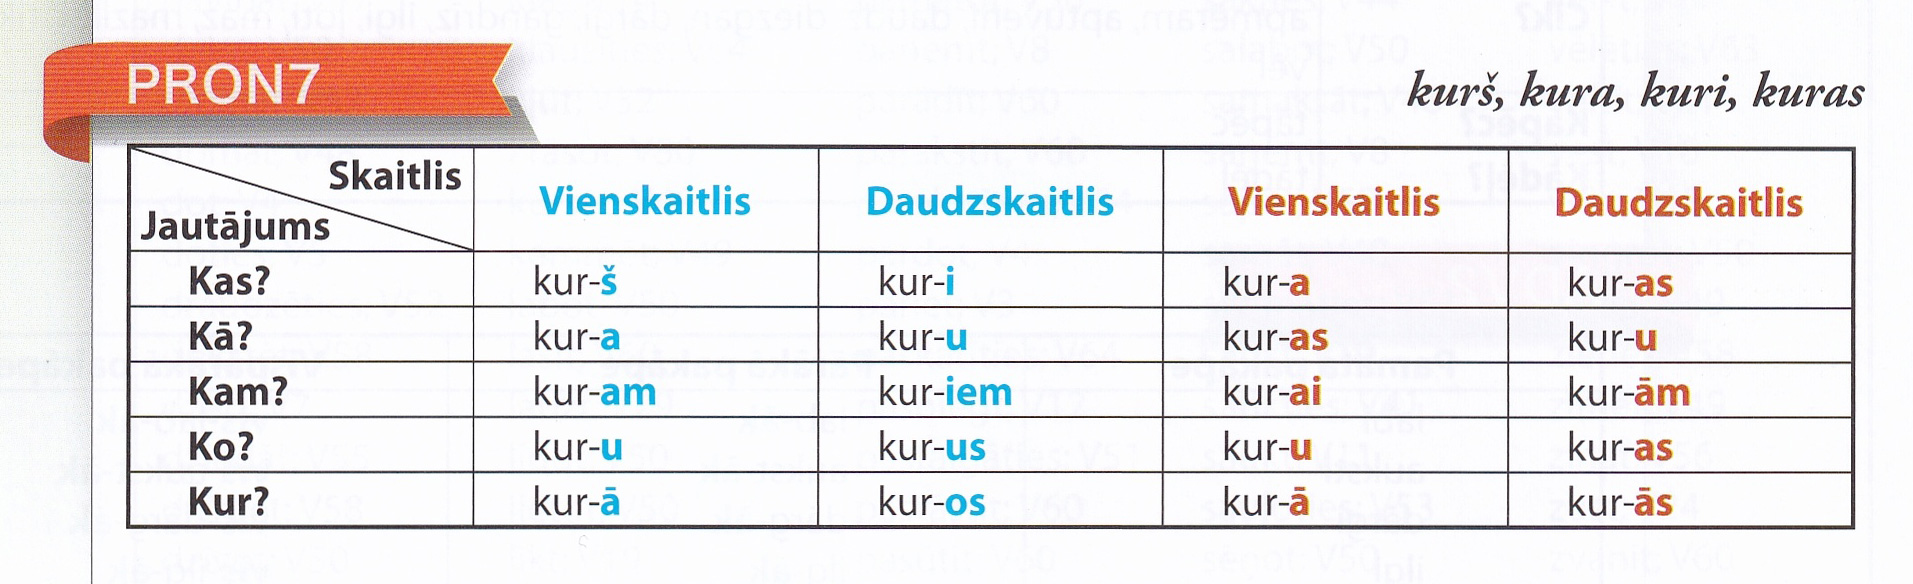 PRON7
kurš, kura, kuri, kuras
Skaitlis
Jautājums
Vienskaitlis Daudzskaitlis Vienskaitlis Daudzskaitlis
Kas? kur-š kur-i kur-a kur-as
Kā? kur-a kur-u kur-as kur-u
Kam? kur-am kur-iem kur-ai kur-ām
Ko? kur-u kur-us kur-u kur-as
Kur? kur-ā kur-os kur-ā kur-ās